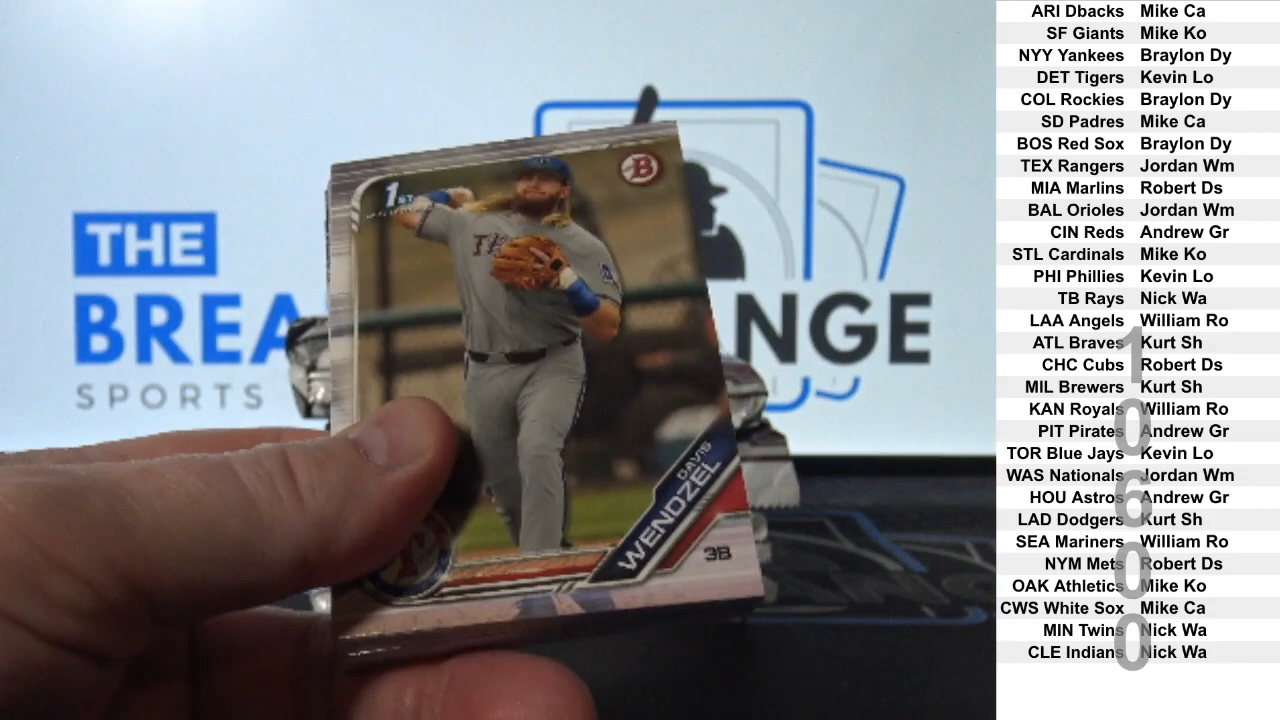 THE
BREA
NGE
SPORTS
1ST
B
DAVIS
WENDZEL
3B
ARI Dbacks Mike Ca
SF Giants Mike Ko
NYY Yankees Braylon Dy
DET Tigers Kevin Lo
COL Rockies Braylon Dy
SD Padres Mike Ca
BOS Red Sox Braylon Dy
TEX Rangers Jordan Wm
MIA Marlins Robert Ds
BAL Orioles Jordan Wm
CIN Reds Andrew Gr
STL Cardinals Mike Ko
PHI Phillies Kevin Lo
TB Rays Nick Wa
LAA Angels William Ro
ATL Braves Kurt Sh
CHC Cubs Robert Ds
MIL Brewers Kurt Sh
KAN Royals William Ro
PIT Pirates Andrew Gr
TOR Blue Jays Kevin Lo
WAS Nationals Jordan Wm
HOU Astros Andrew Gr
LAD Dodgers Kurt Sh
SEA Mariners William Ro
NYM Mets Robert Ds
OAK Athletics Mike Ko
CWS White Sox Mike Ca
MIN Twins Nick Wa
CLE Indians Nick Wa
10600